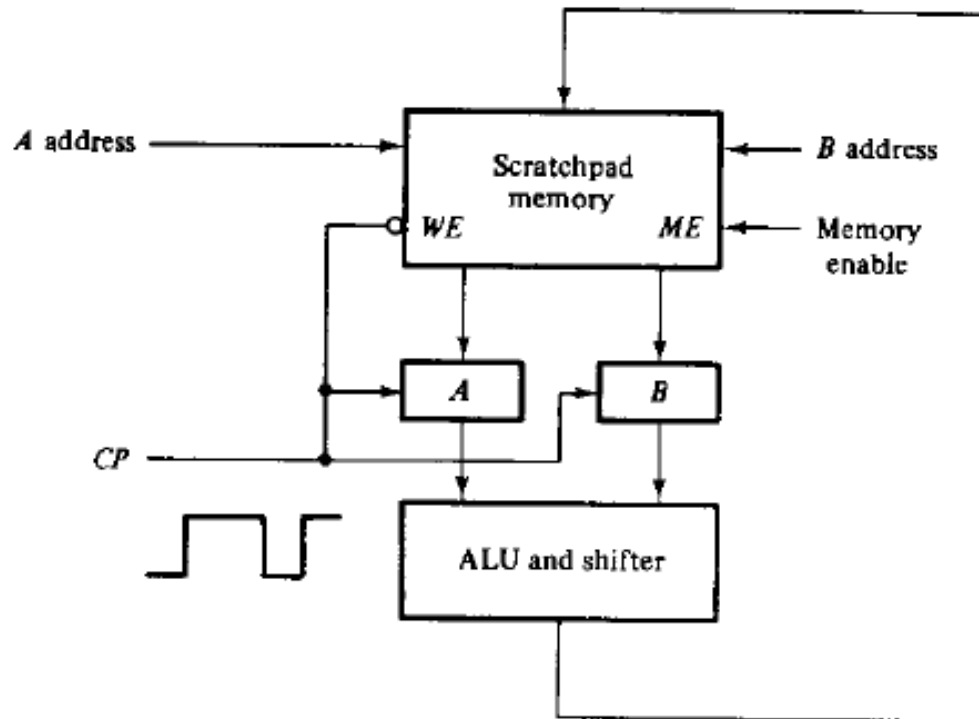 A address
Scratchpad
memory
B address
WE
ME
Memory
enable
A
B
CP
ALU and shifter